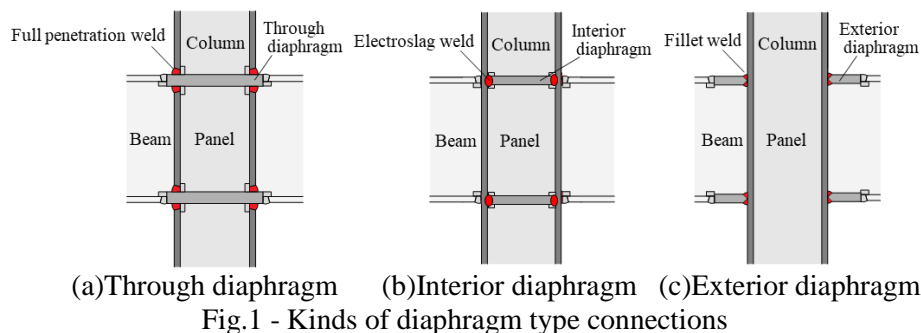 Full penetration weld
Column
Through
diaphragm
Beam
Panel
Electroslag weld
Column
Interior
diaphragm
Beam
Panel
Fillet weld
Column
Exterior
diaphragm
Beam
Panel
(a)Through diaphragm (b)Interior diaphragm (c)Exterior diaphragm
Fig.1 - Kinds of diaphragm type connections